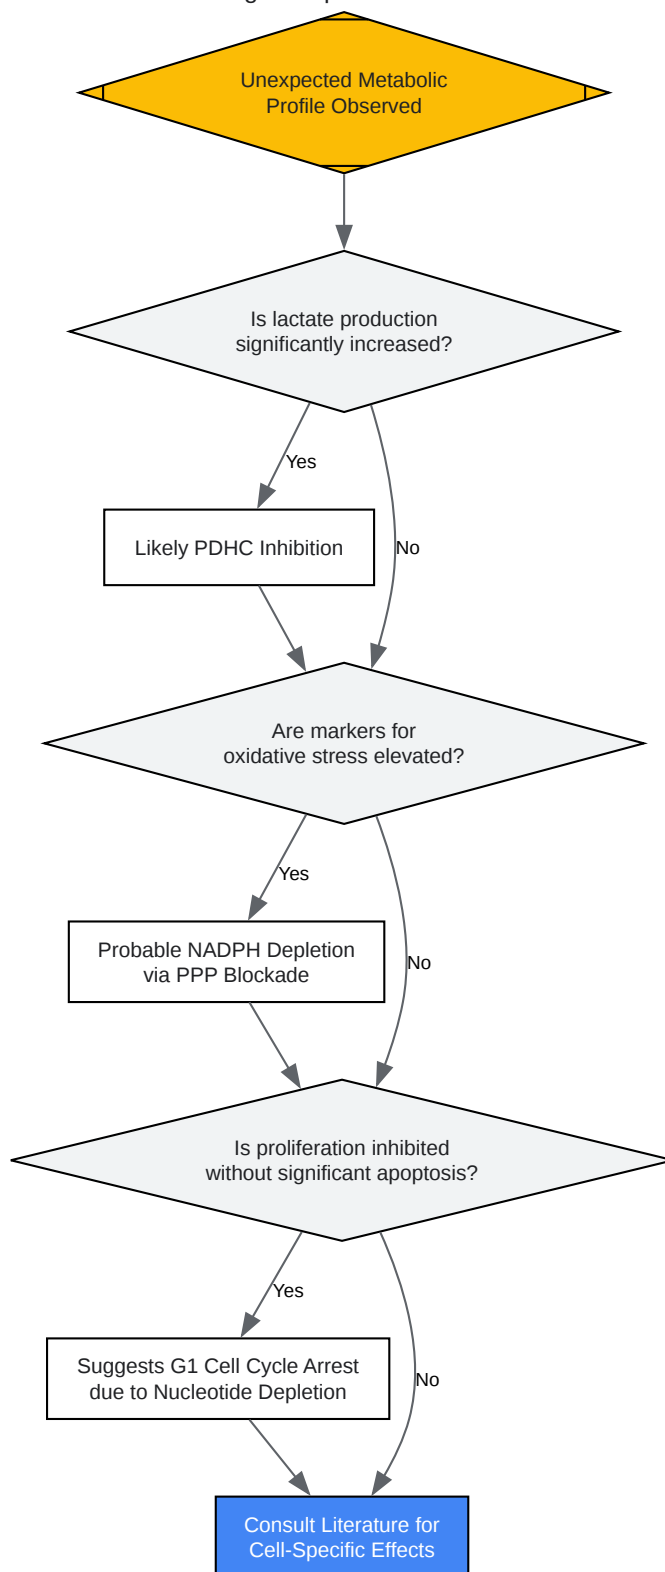 Unexpected Metabolic
Profile Observed
Is lactate production
significantly increased?
Yes
Likely PDHC Inhibition
No
Are markers for
oxidative stress elevated?
Yes
Probable NADPH Depletion
via PPP Blockade
No
Is proliferation inhibited
without significant apoptosis?
Yes
Suggests G1 Cell Cycle Arrest
due to Nucleotide Depletion
No
Consult Literature for
Cell-Specific Effects